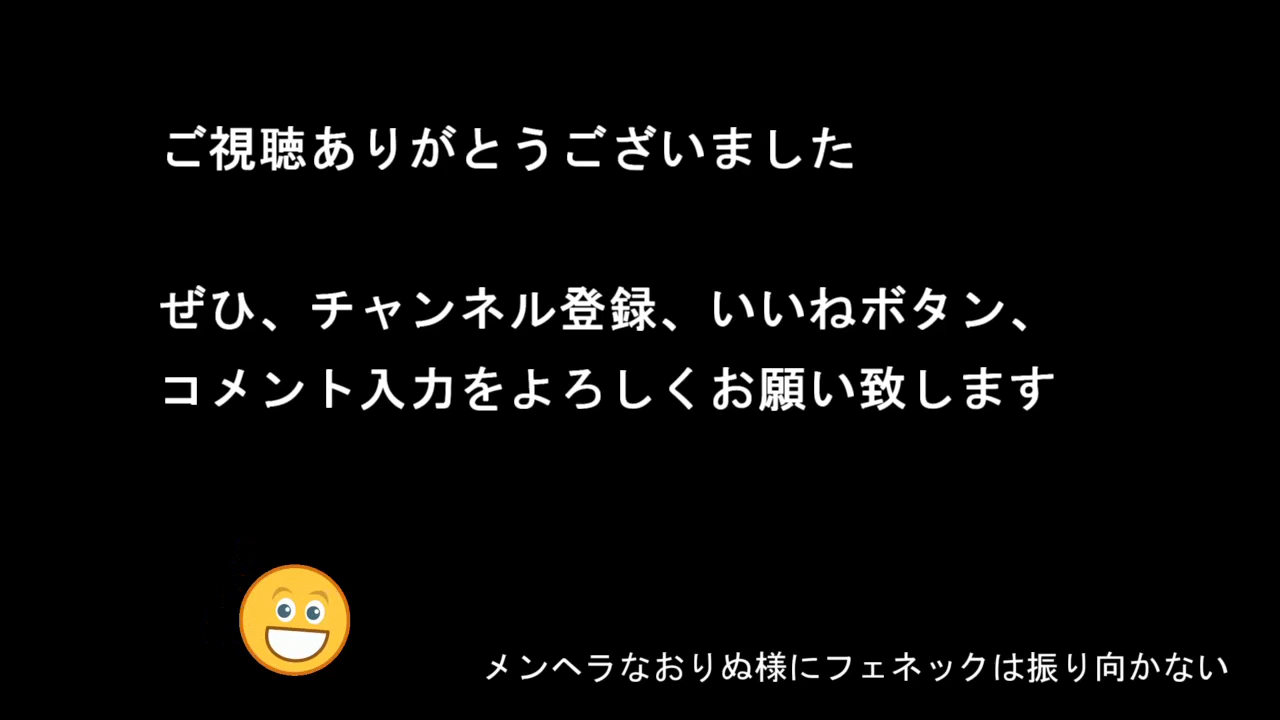 ご視聴ありがとうございました
ぜひ、チャンネル登録、いいねボタン、
コメント入力をよろしくお願い致します
メンヘラなおりぬ様にフェネックは振り向かない